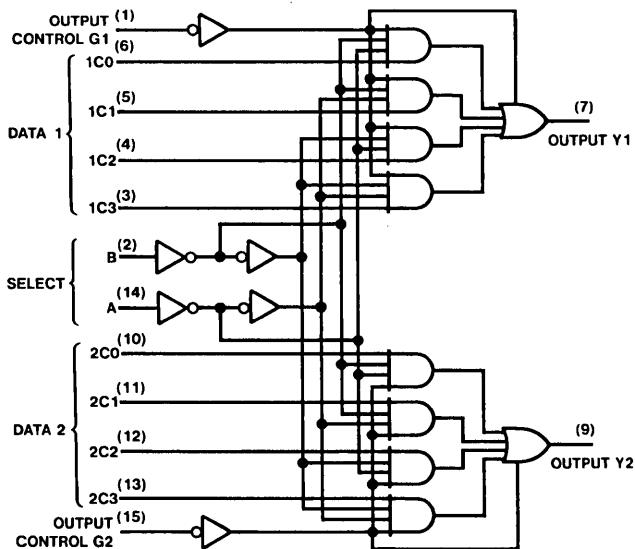 OUTPUT (1)
CONTROL G1
(6)
1C0
(5)
1C1
DATA 1
(4)
1C2
(7)
OUTPUT Y1
(3)
1C3
B (2)
SELECT
A (14)
(10)
2C0
(11)
2C1
DATA 2
(12)
2C2
(9)
OUTPUT Y2
(13)
2C3
OUTPUT (15)
CONTROL G2